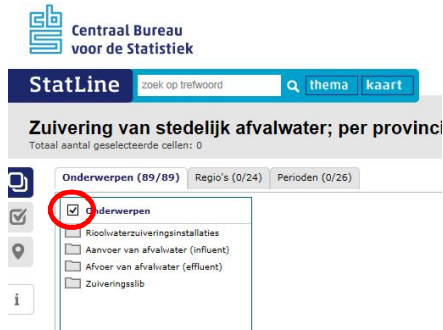 Centraal Bureau
voor de Statistiek
StatLine
zoek op trefwoord
thema
kaart
Zuivering van stedelijk afvalwater; per provinci
Totaal aantal geselecteerde cellen: 0
Onderwerpen (89/89)
Regio's (0/24)
Perioden (0/26)
Onderwerpen
Rioolwaterzuiveringsinstallaties
Aanvoer van afvalwater (influent)
Afvoer van afvalwater (effluent)
Zuiveringsslib
i